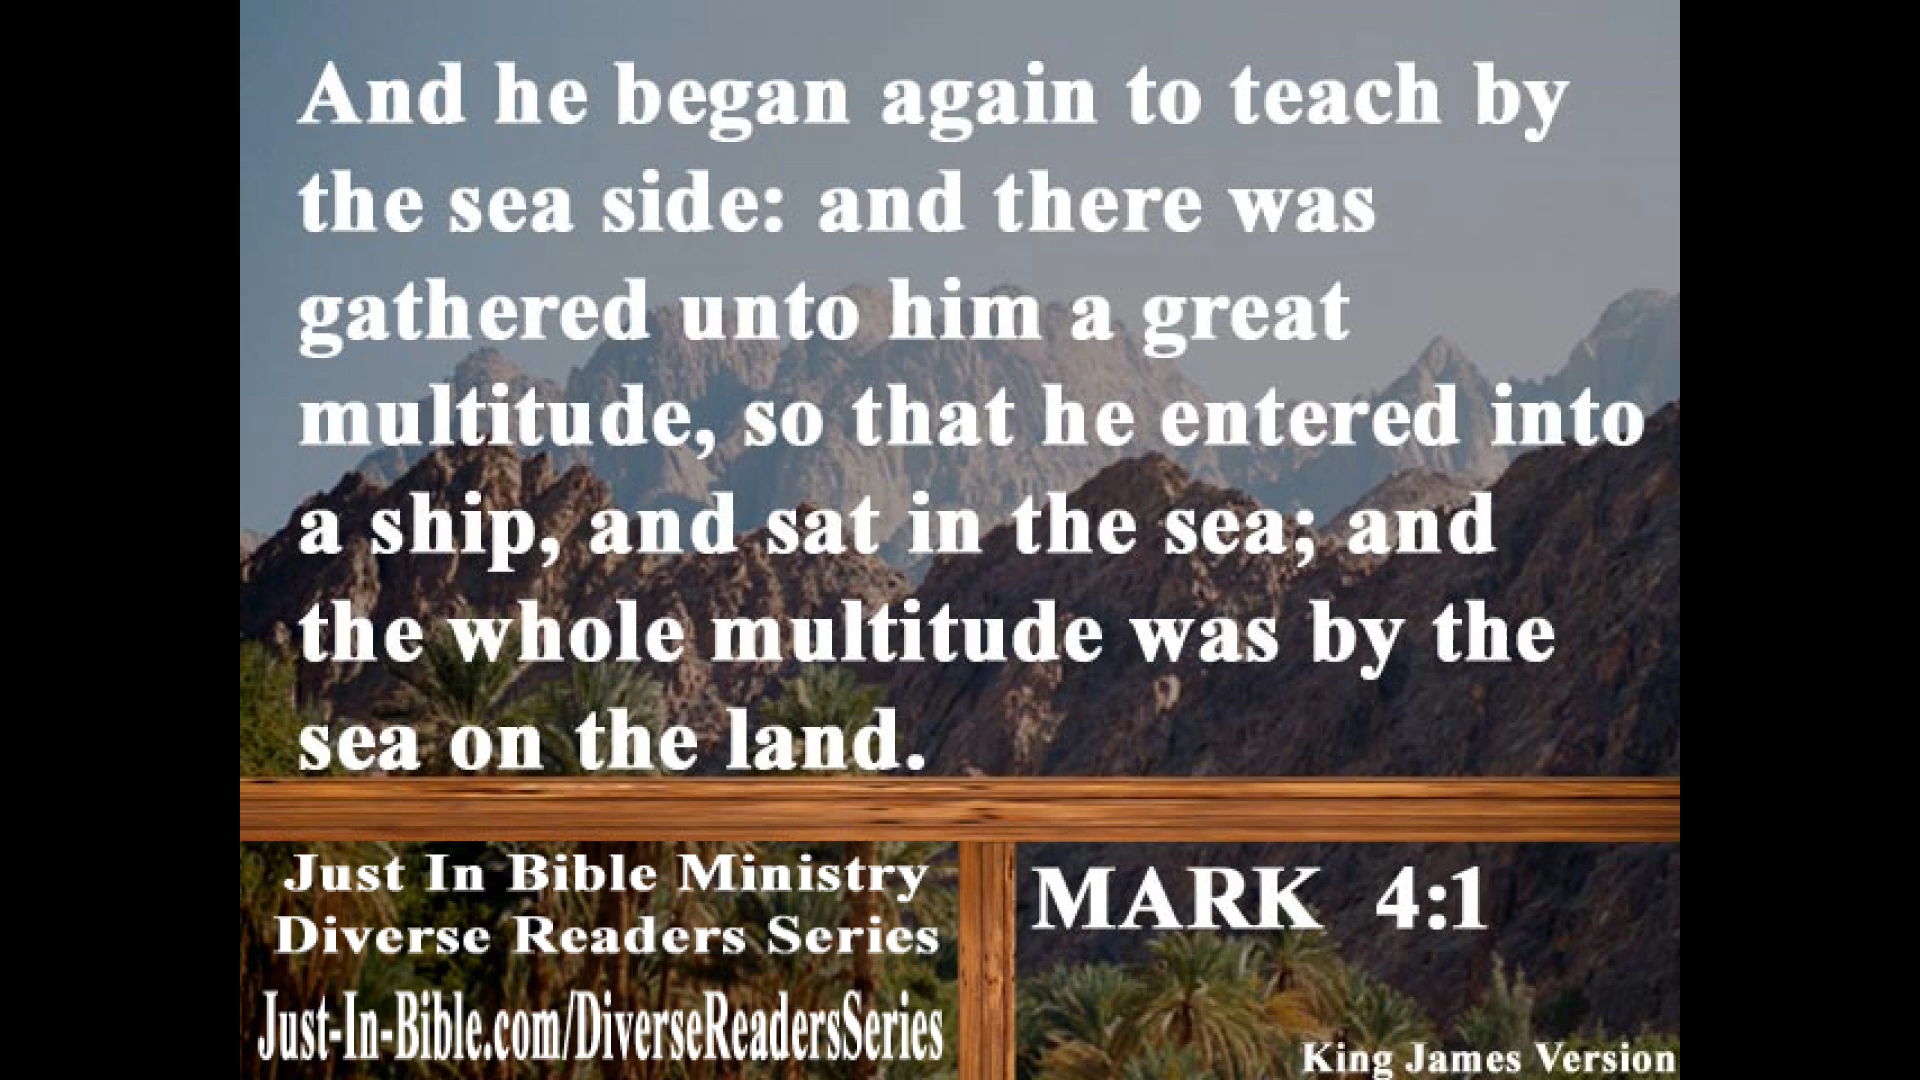 And he began again to teach by
the sea side: and there was
gathered unto him a great
multitude, so that he entered into
a ship, and sat in the sea; and
the whole multitude was by the
sea on the land.
Just In Bible Ministry
Diverse Readers Series
Just-In-Bible.com/DiverseReadersSeries
MARK 4:1
King James Version